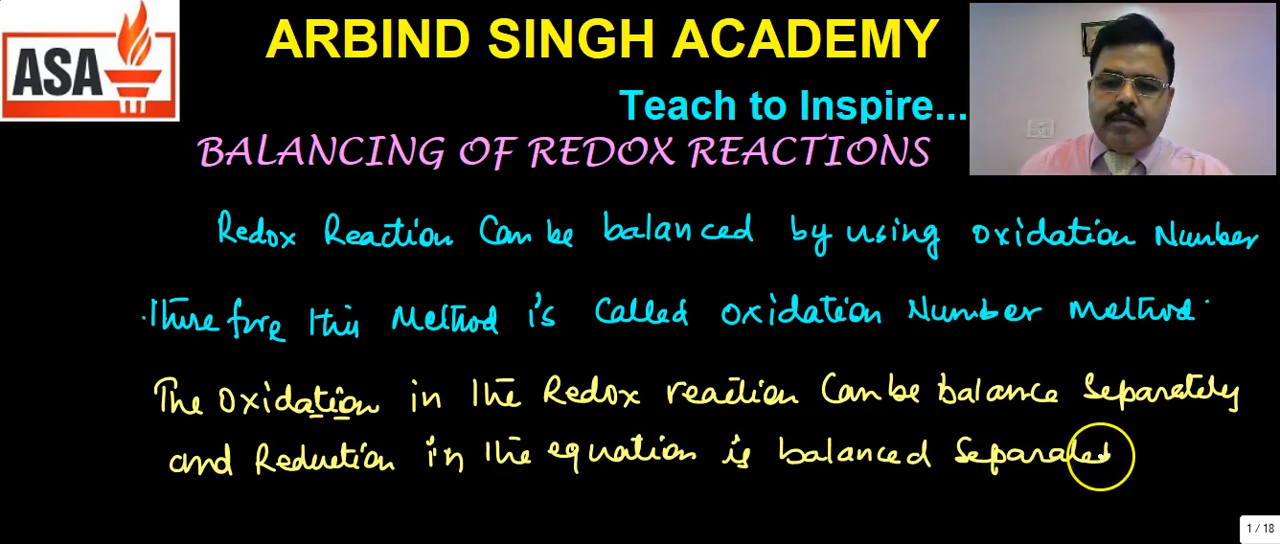 ASA
ARBIND SINGH ACADEMY
Teach to Inspire...
BALANCING OF REDOX REACTIONS
Redox Reaction Can be balanced by using oxidation Number
Therefore this Method is Called oxidation Number Method.
The oxidation in the Redox reaction Can be balance Separately
and Reduction in the equation is balanced Separatel
1 / 18